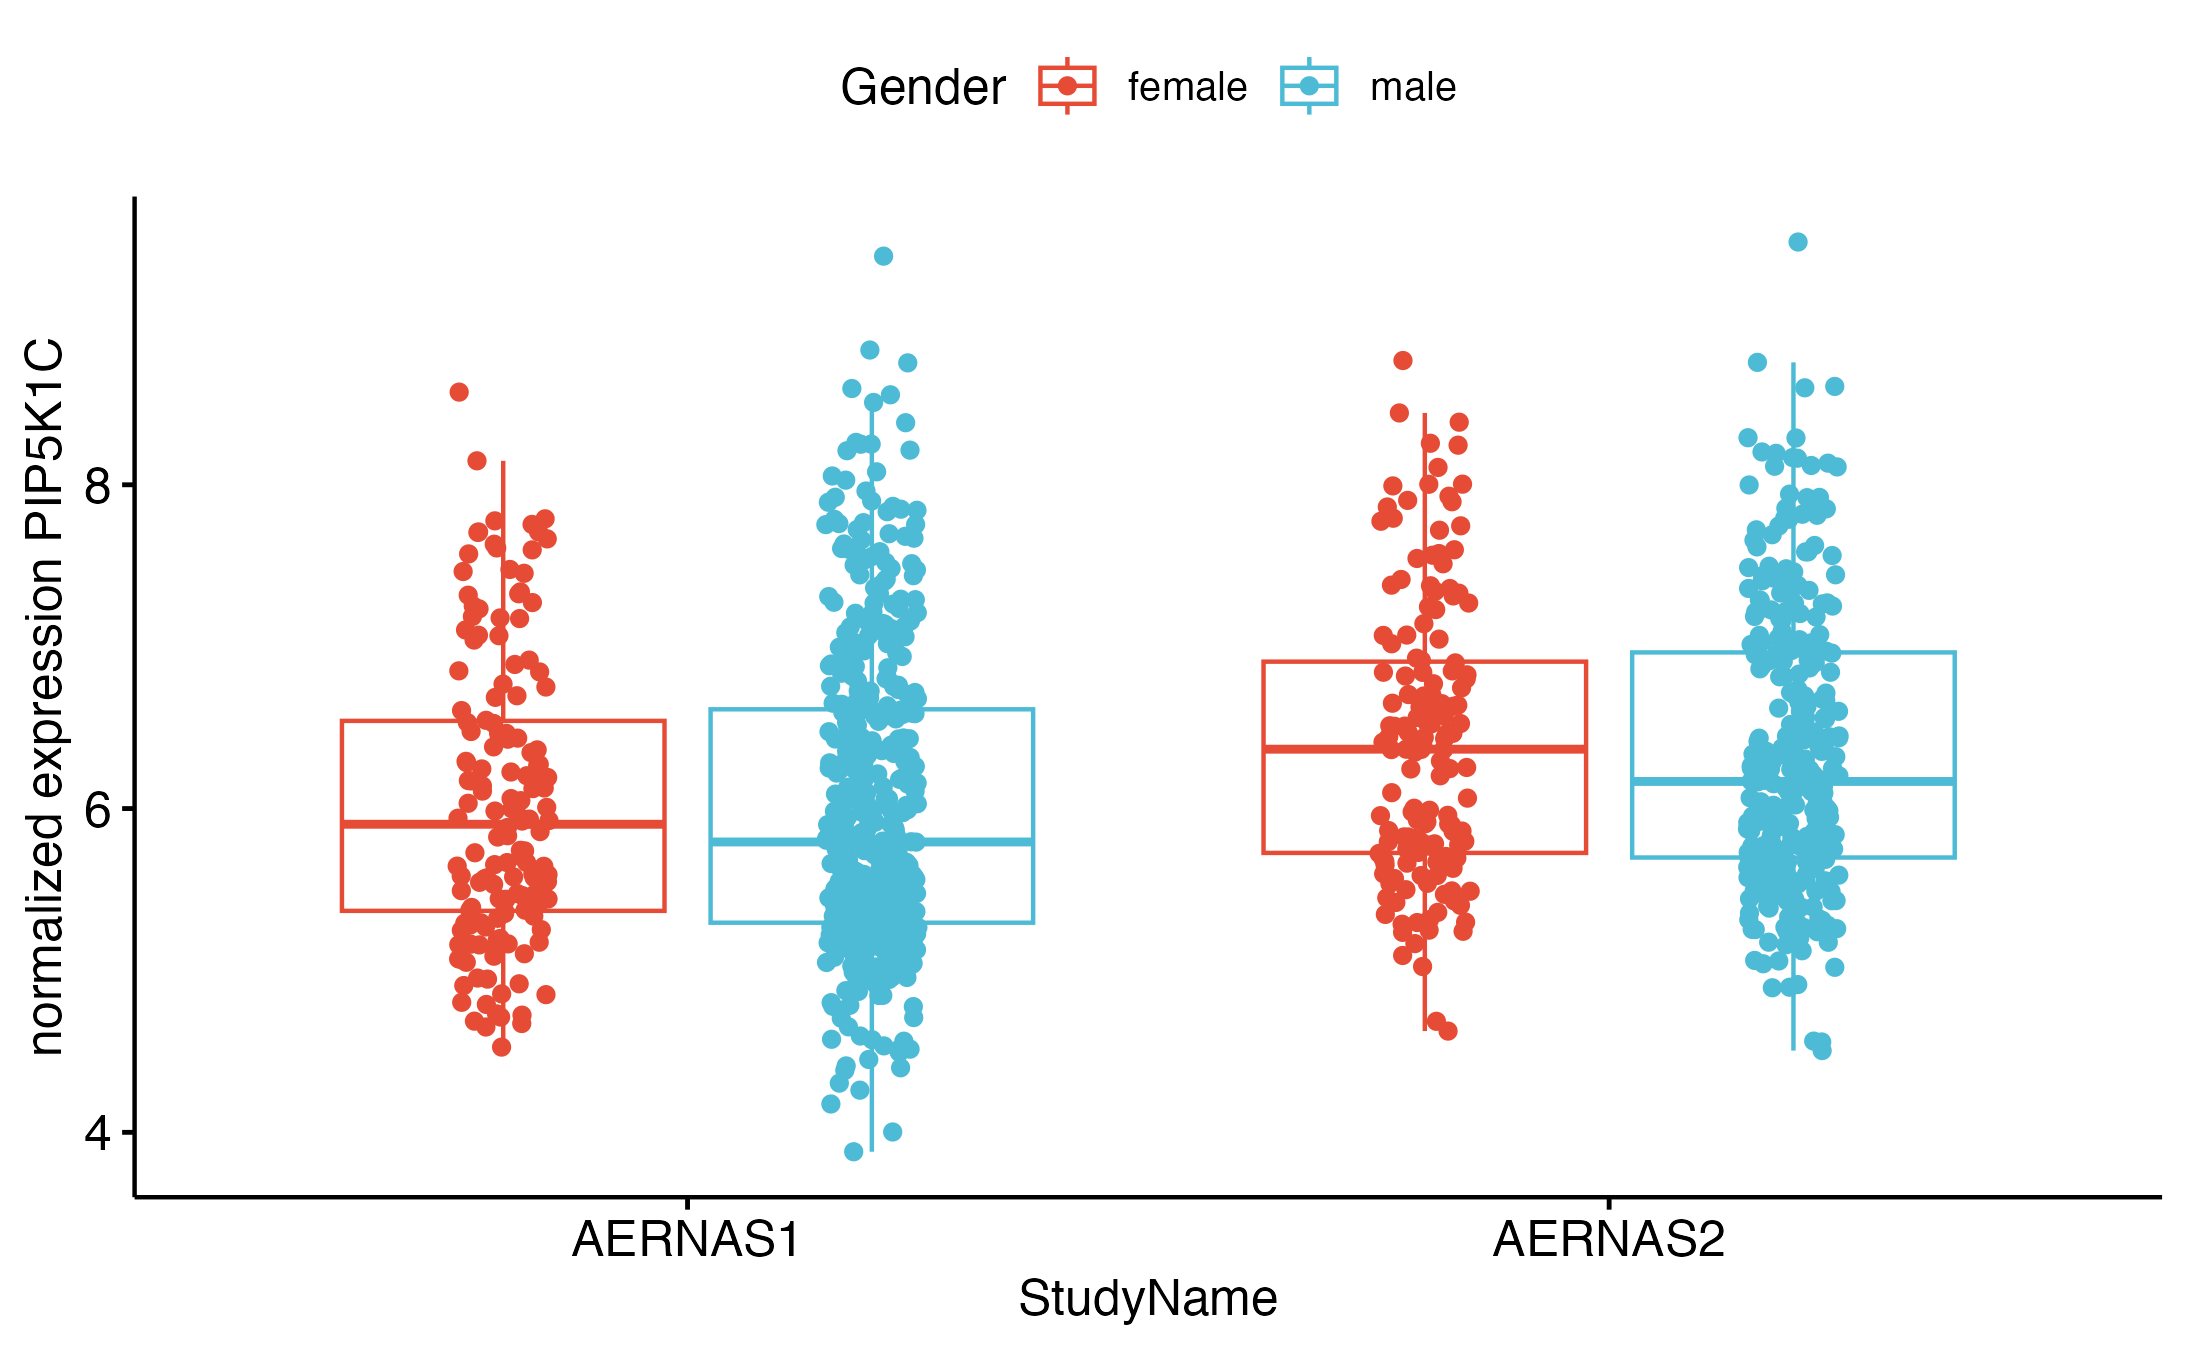 Gender female male
normalized expression PIP5K1C
8
6
4
AERNAS1 AERNAS2
StudyName